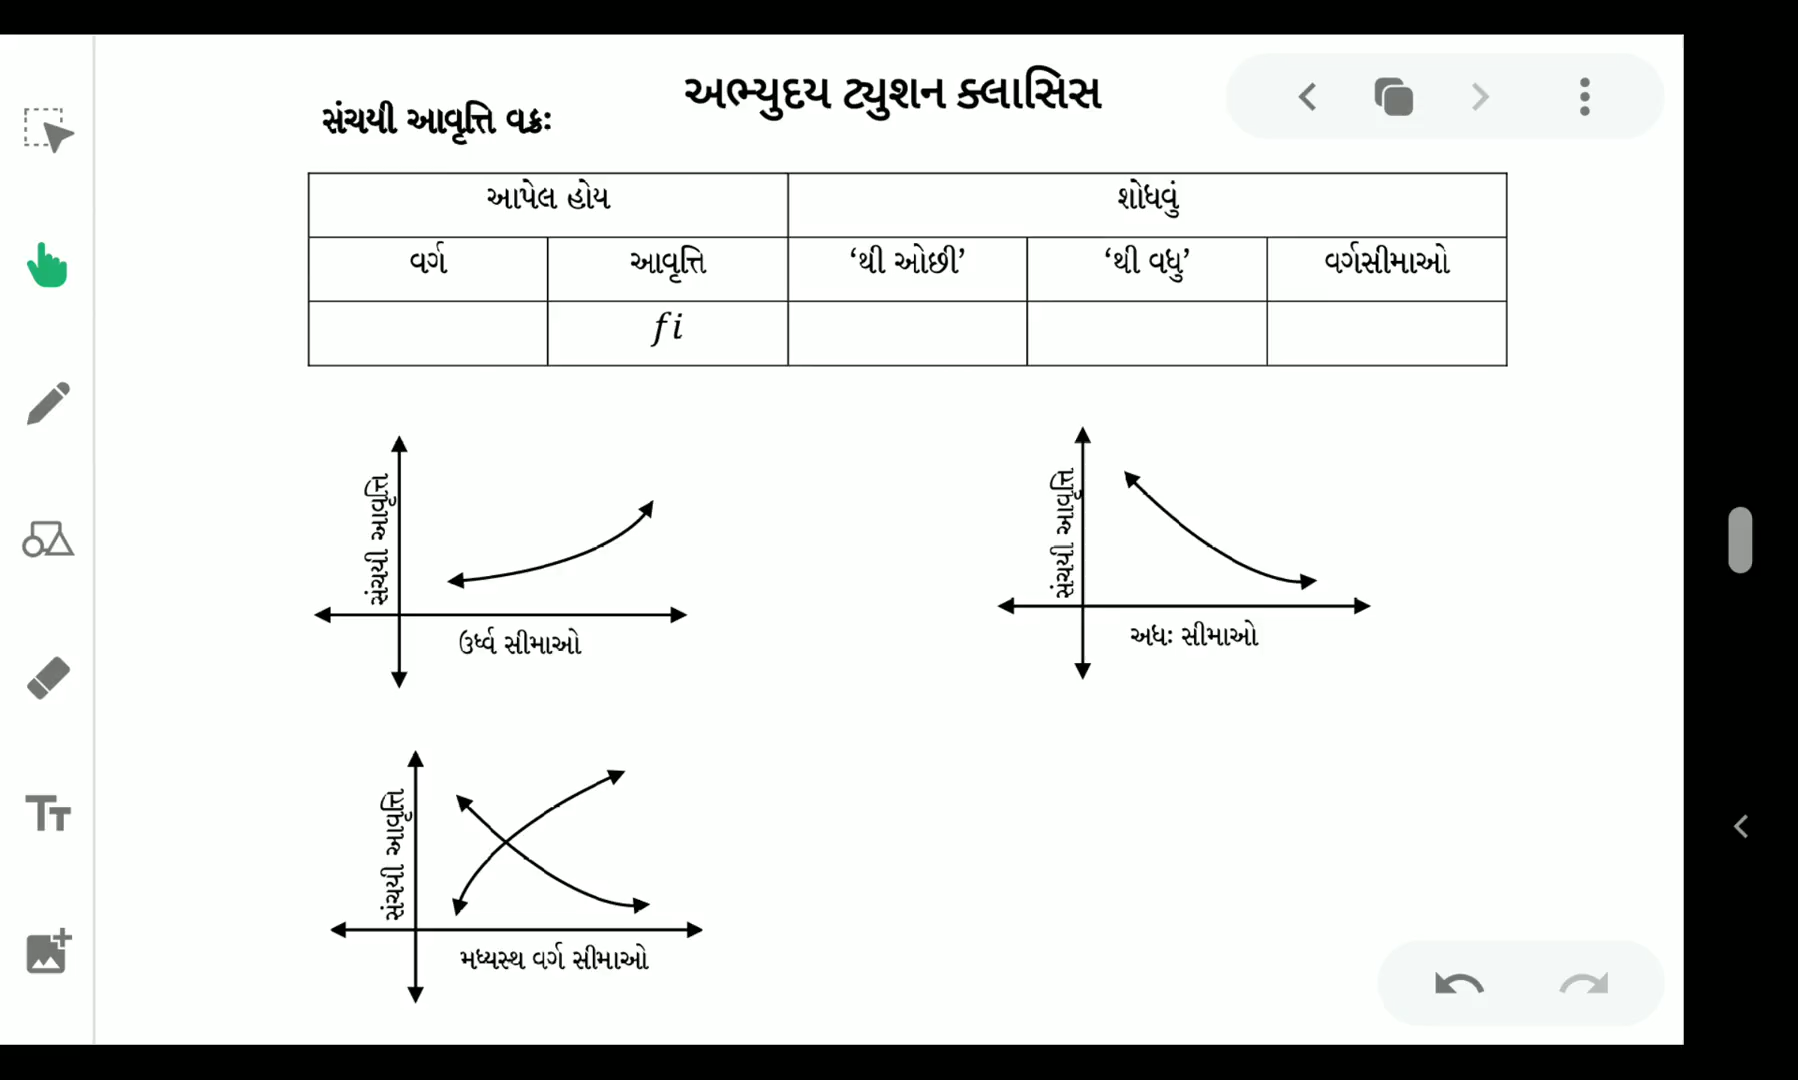 અભ્યુદય ટ્યુશન ક્લાસિસ
સંચયી આવૃત્તિ વક્રઃ
આપેલ હોય શોધવું
વર્ગ આવૃત્તિ ‘થી ઓછી’ ‘થી વધુ’ વર્ગસીમાઓ
fi
સંચયી આવૃત્તિ
ઉર્ધ્વ સીમાઓ
સંચયી આવૃત્તિ
અધઃ સીમાઓ
સંચયી આવૃત્તિ
મધ્યસ્થ વર્ગ સીમાઓ
TT